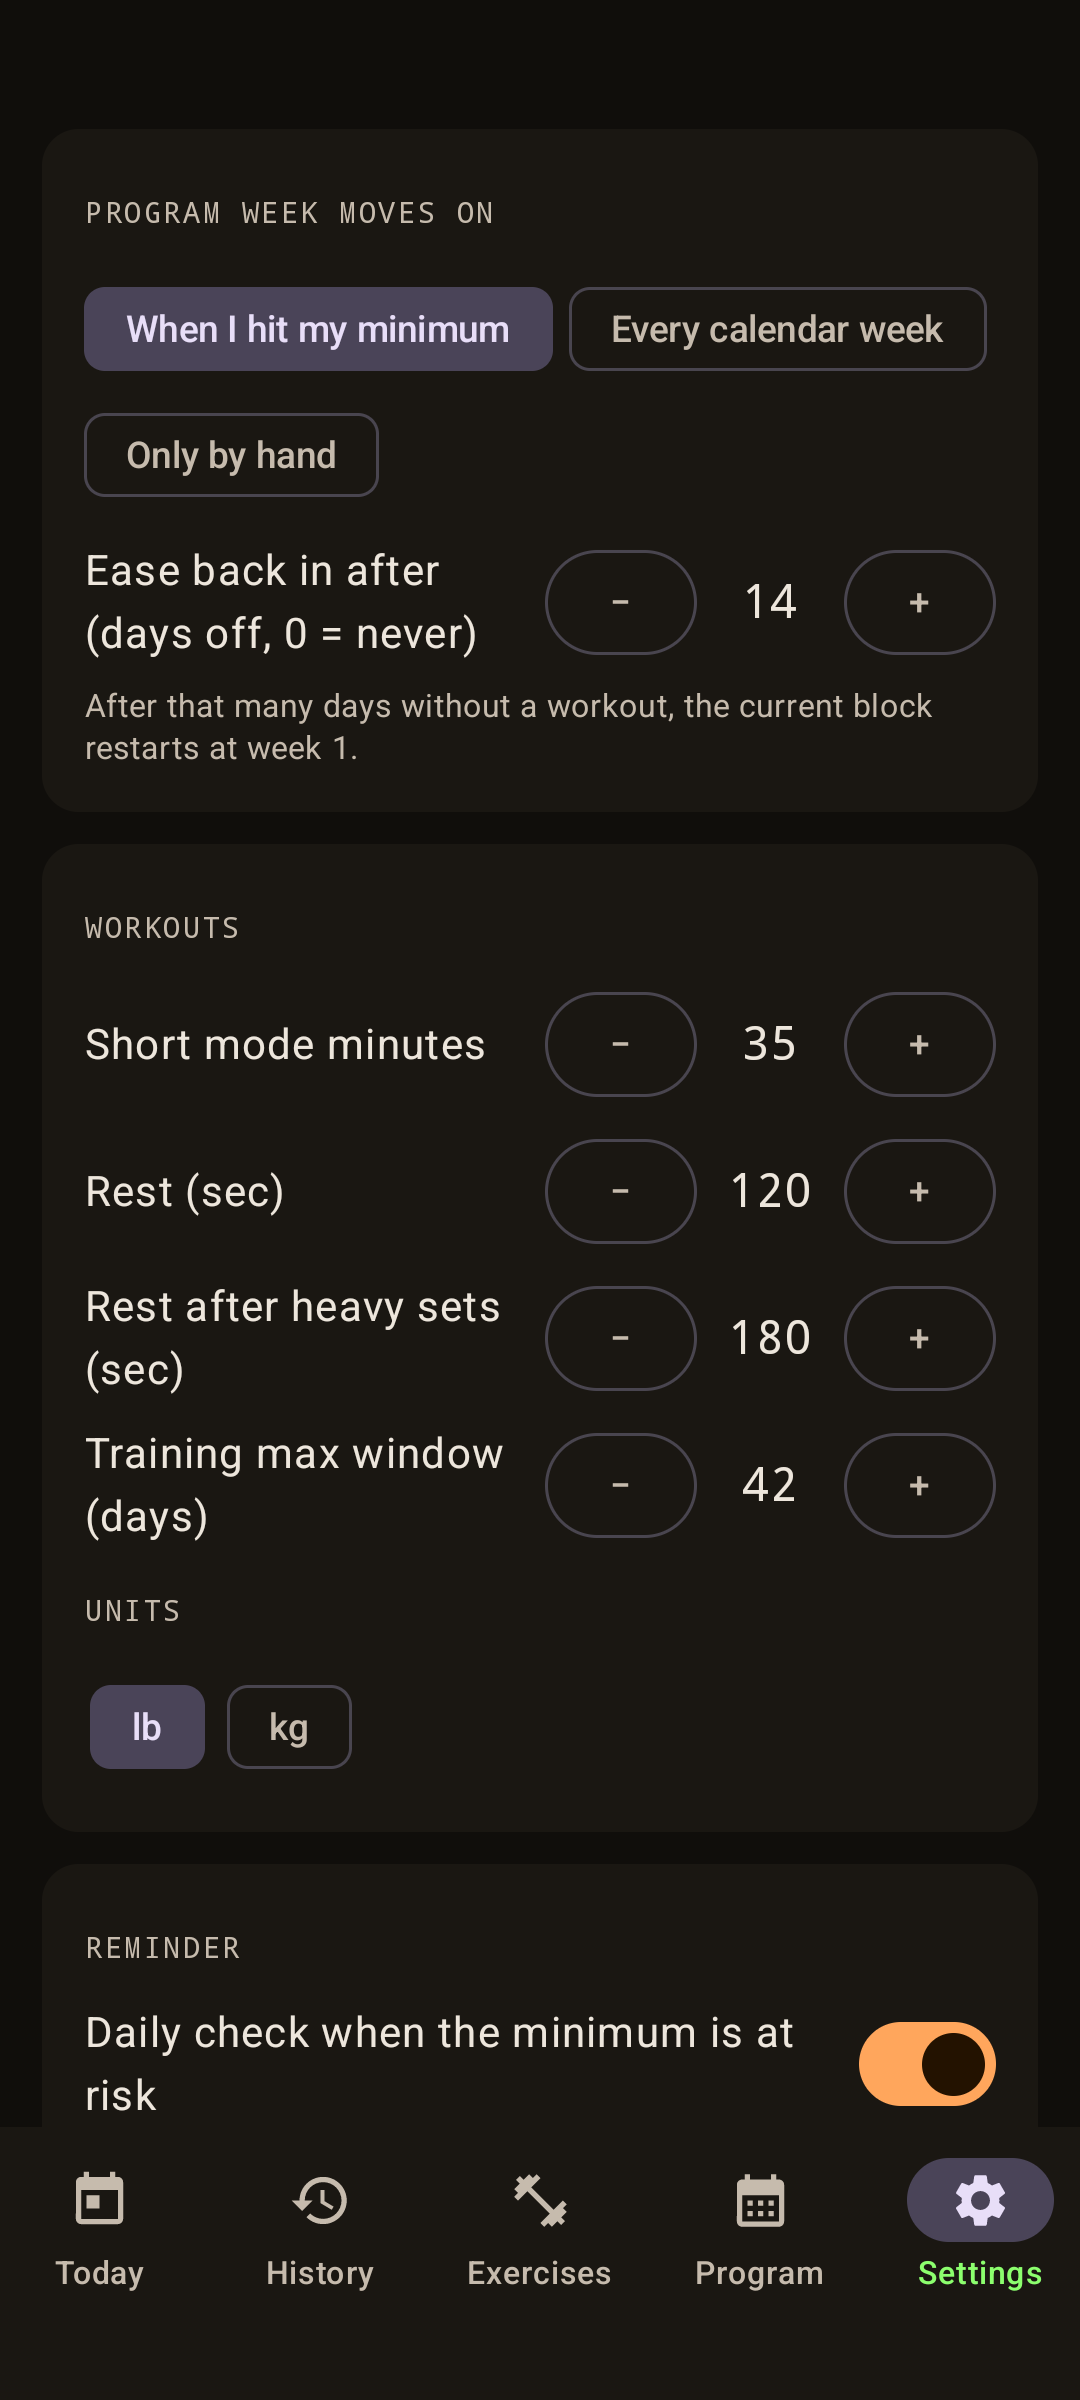 PROGRAM WEEK MOVES ON
When I hit my minimum
Every calendar week
Only by hand
Ease back in after
(days off, 0 = never)
−
14
+
After that many days without a workout, the current block
restarts at week 1.
WORKOUTS
Short mode minutes
−
35
+
Rest (sec)
−
120
+
Rest after heavy sets
(sec)
−
180
+
Training max window
(days)
−
42
+
UNITS
lb
kg
REMINDER
Daily check when the minimum is at
risk
Today
History
Exercises
Program
Settings